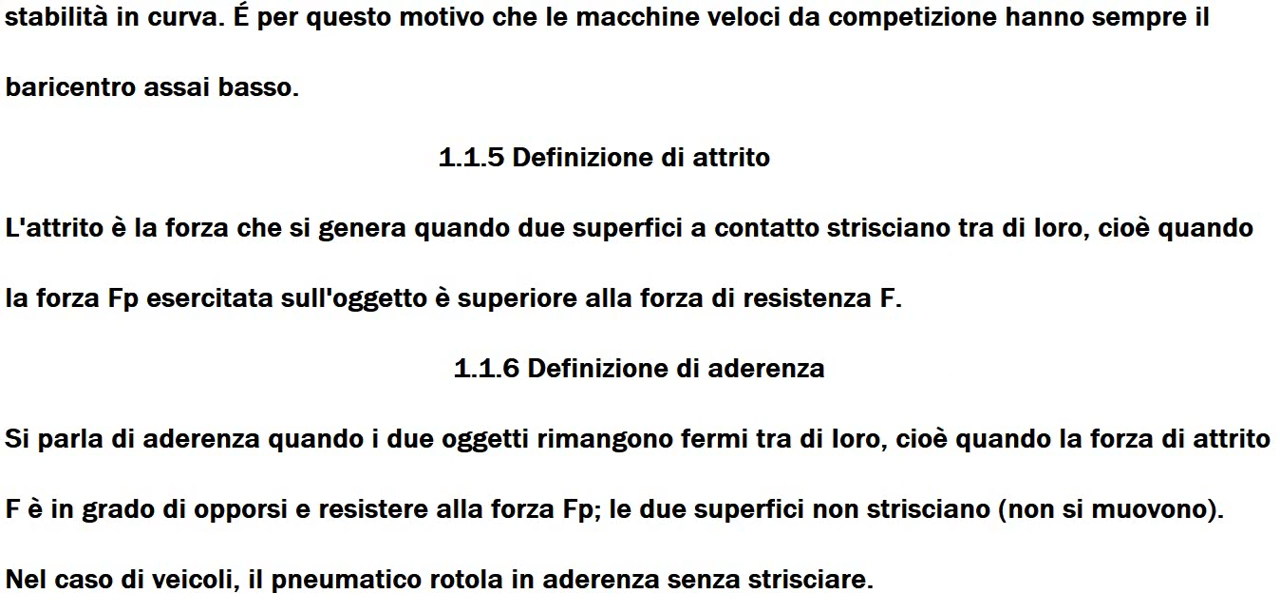 stabilità in curva. É per questo motivo che le macchine veloci da competizione hanno sempre il
baricentro assai basso.
1.1.5 Definizione di attrito
L'attrito è la forza che si genera quando due superfici a contatto strisciano tra di loro, cioè quando
la forza Fp esercitata sull'oggetto è superiore alla forza di resistenza F.
1.1.6 Definizione di aderenza
Si parla di aderenza quando i due oggetti rimangono fermi tra di loro, cioè quando la forza di attrito
F è in grado di opporsi e resistere alla forza Fp; le due superfici non strisciano (non si muovono).
Nel caso di veicoli, il pneumatico rotola in aderenza senza strisciare.